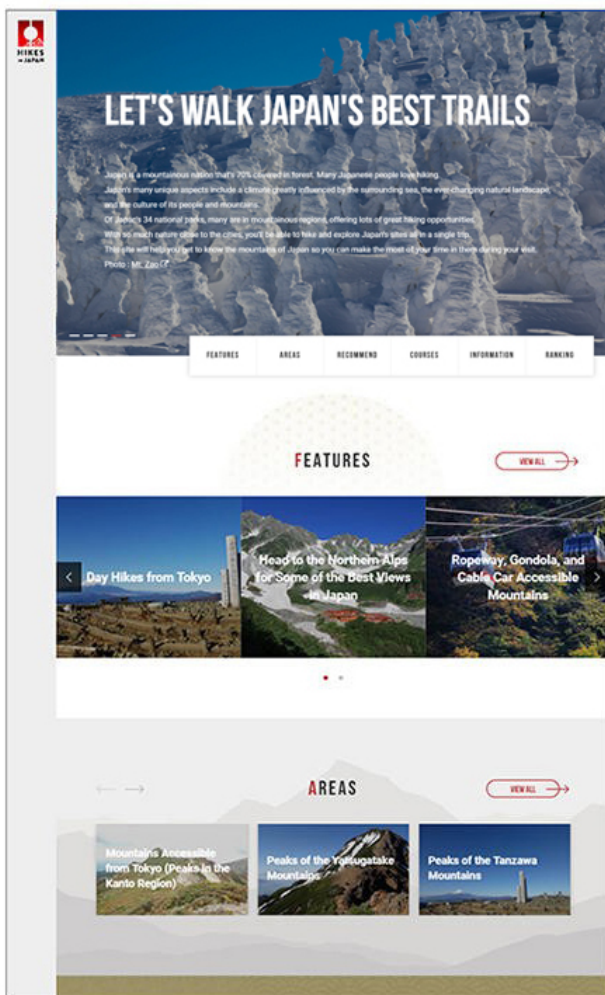 HIKES
IN JAPAN
LET'S WALK JAPAN'S BEST TRAILS
Japan is a mountainous nation that's 70% covered in forest. Many Japanese people love hiking.
Japan's many unique aspects include a climate greatly influenced by the surrounding sea, the ever-changing natural landscape,
and the culture of its people and mountains.
Of Japan's 34 national parks, many are in mountainous regions, offering lots of great hiking opportunities.
With so much nature close to the cities, you'll be able to hike and explore Japan's sites all in a single trip.
This site will help you get to know the mountains of Japan so you can make the most of your time in them during your visit.
Photo : Mt. Zao
FEATURES
AREAS
RECOMMEND
COURSES
INFORMATION
RANKING
FEATURES
VIEW ALL
Day Hikes from Tokyo
Head to the Northern Alps
for Some of the Best Views
in Japan
Ropeway, Gondola, and
Cable Car Accessible
Mountains
AREAS
VIEW ALL
Mountains Accessible
from Tokyo (Peaks in the
Kanto Region)
Peaks of the Yatsugatake
Mountains
Peaks of the Tanzawa
Mountains